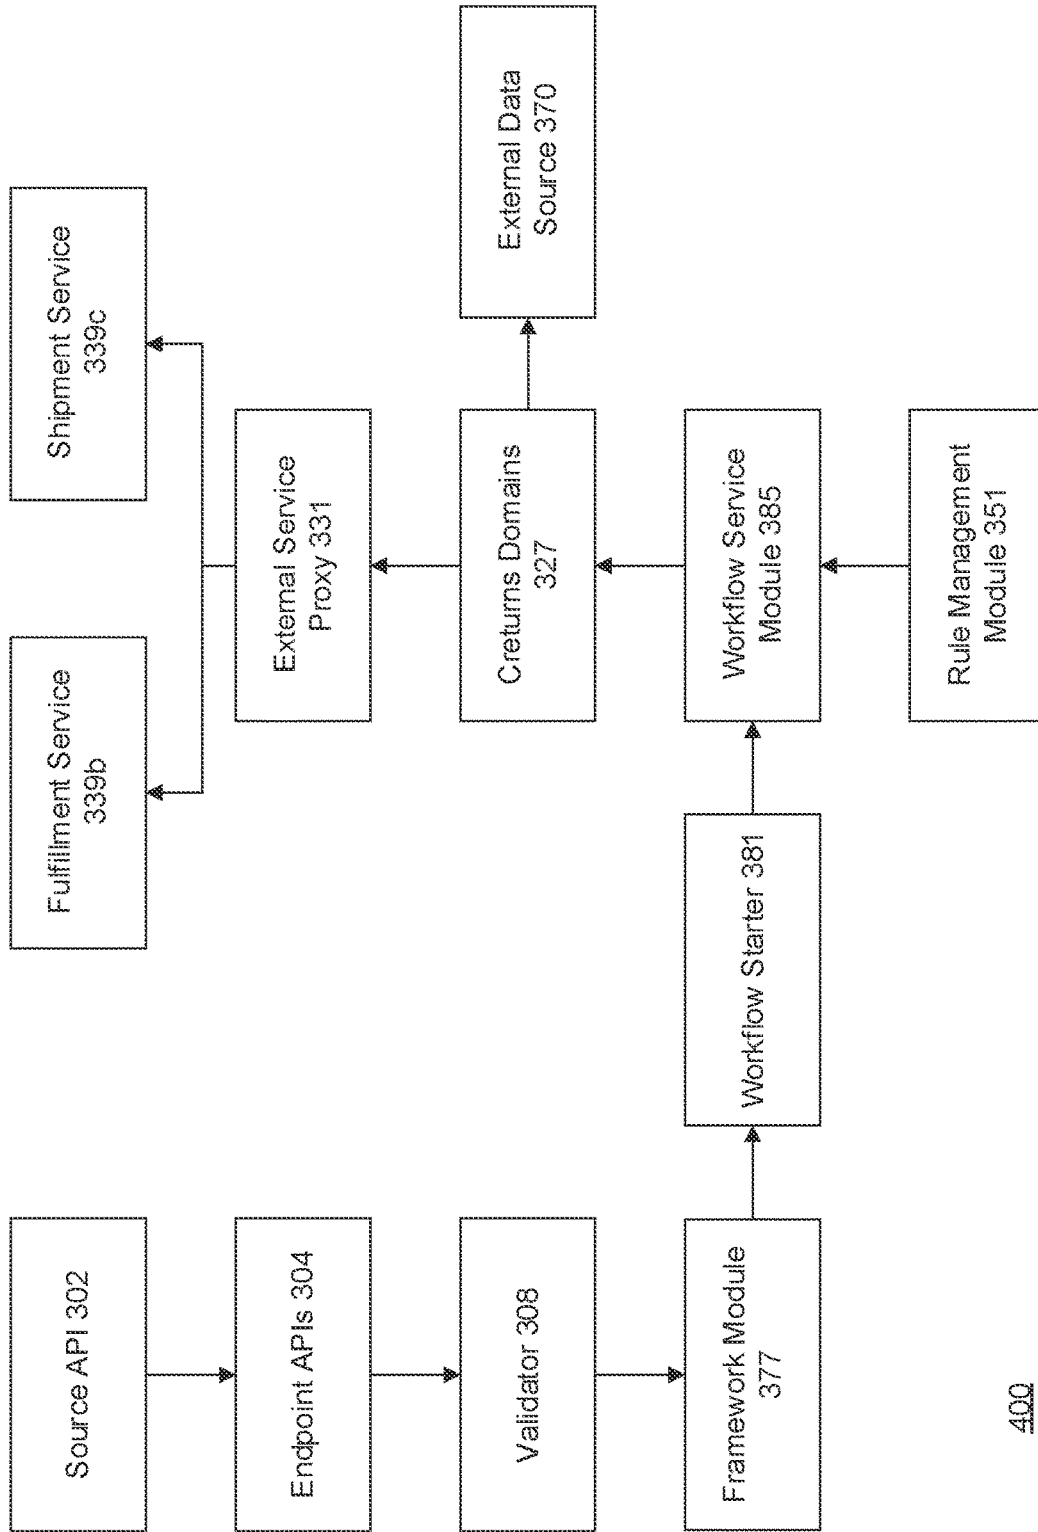 Source API 302
Endpoint APIs 304
Validator 308
Framework Module
377
Workflow Starter 381
Fulfillment Service
339b
Shipment Service
339c
External Service
Proxy 331
Creturns Domains
327
External Data
Source 370
Workflow Service
Module 385
Rule Management
Module 351
400